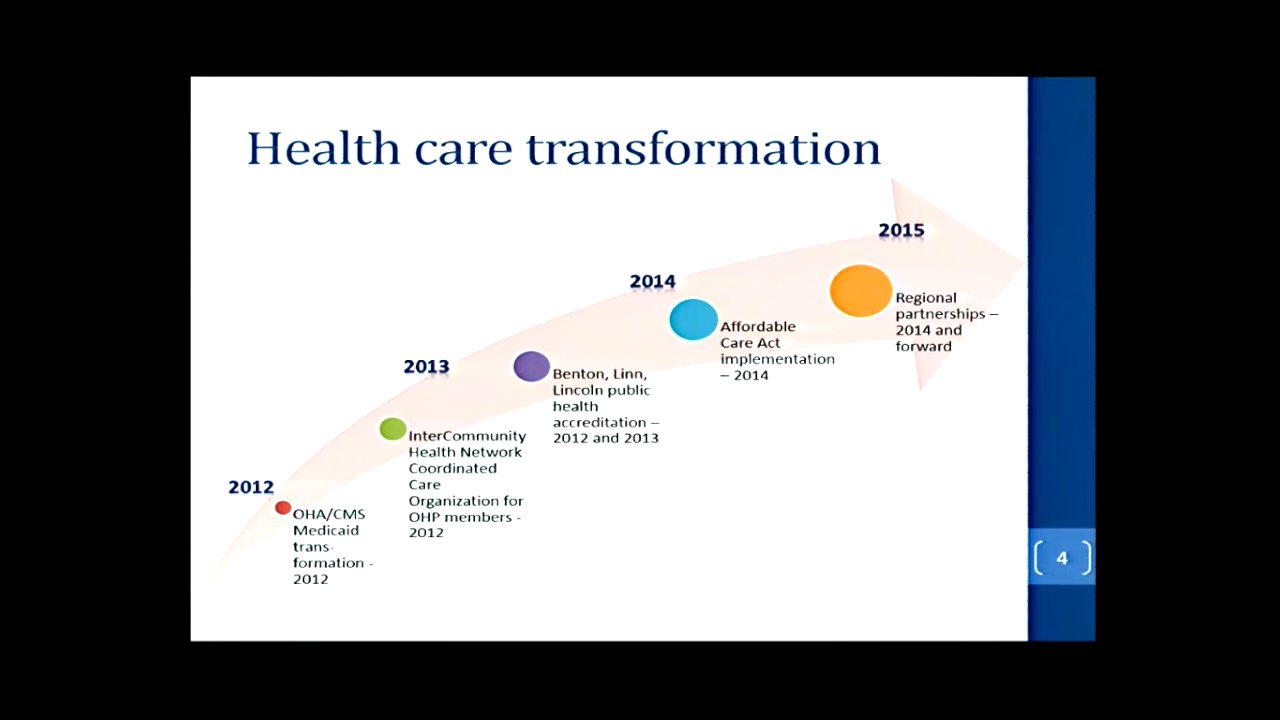 Health care transformation
2012
OHA/CMS
Medicaid
trans-
formation -
2012
2013
InterCommunity
Health Network
Coordinated
Care
Organization for
OHP members -
2012
Benton, Linn,
Lincoln public
health
accreditation –
2012 and 2013
2014
Affordable
Care Act
implementation
– 2014
2015
Regional
partnerships –
2014 and
forward
4